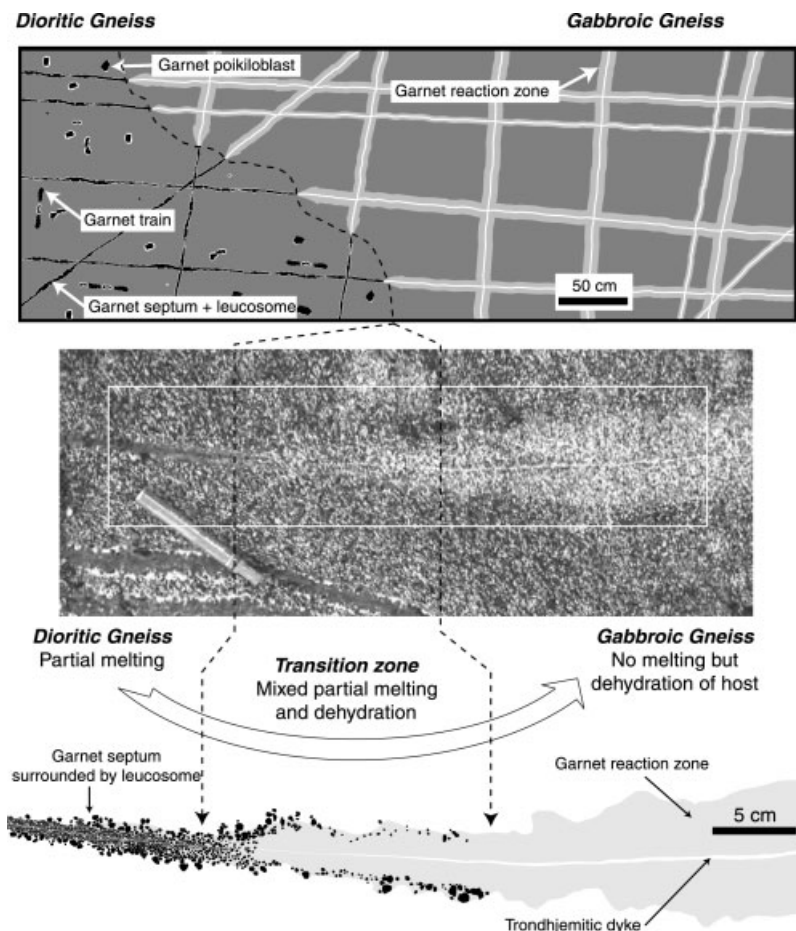 Dioritic Gneiss
Gabbroic Gneiss
Garnet poikiloblast
Garnet reaction zone
Garnet train
Garnet septum + leucosome
50 cm
Dioritic Gneiss
Partial melting
Transition zone
Mixed partial melting
and dehydration
Gabbroic Gneiss
No melting but
dehydration of host
Garnet septum
surrounded by leucosome
Garnet reaction zone
5 cm
Trondhjemitic dyke